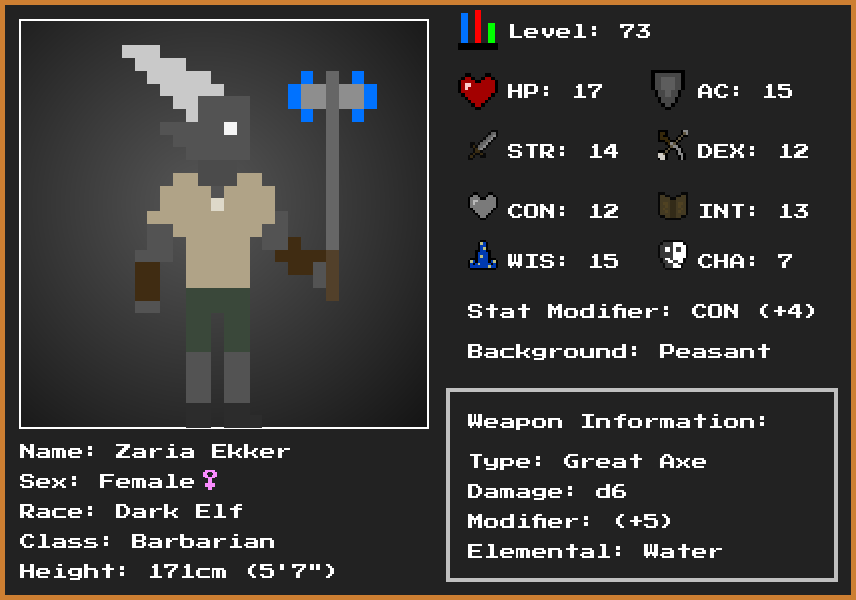 Level: 73
HP: 17
AC: 15
STR: 14
DEX: 12
CON: 12
INT: 13
WIS: 15
CHA: 7
Stat Modifier: CON (+4)
Background: Peasant
Weapon Information:
Type: Great Axe
Damage: d6
Modifier: (+5)
Elemental: Water
Name: Zaria Ekker
Sex: Female♀
Race: Dark Elf
Class: Barbarian
Height: 171cm (5'7")